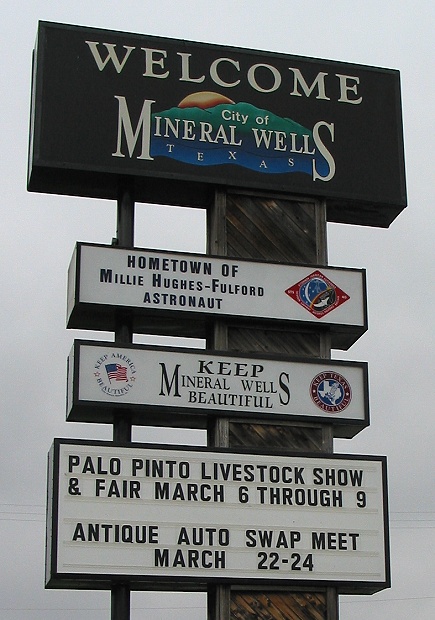 WELCOME
City of
MINERAL WELLS
TEXAS
HOMETOWN OF
MILLIE HUGHES-FULFORD
ASTRONAUT
KEEP AMERICA
BEAUTIFUL
KEEP
MINERAL WELLS
BEAUTIFUL
KEEP TEXAS
BEAUTIFUL
PALO PINTO LIVESTOCK SHOW
& FAIR MARCH 6 THROUGH 9
ANTIQUE AUTO SWAP MEET
MARCH 22-24